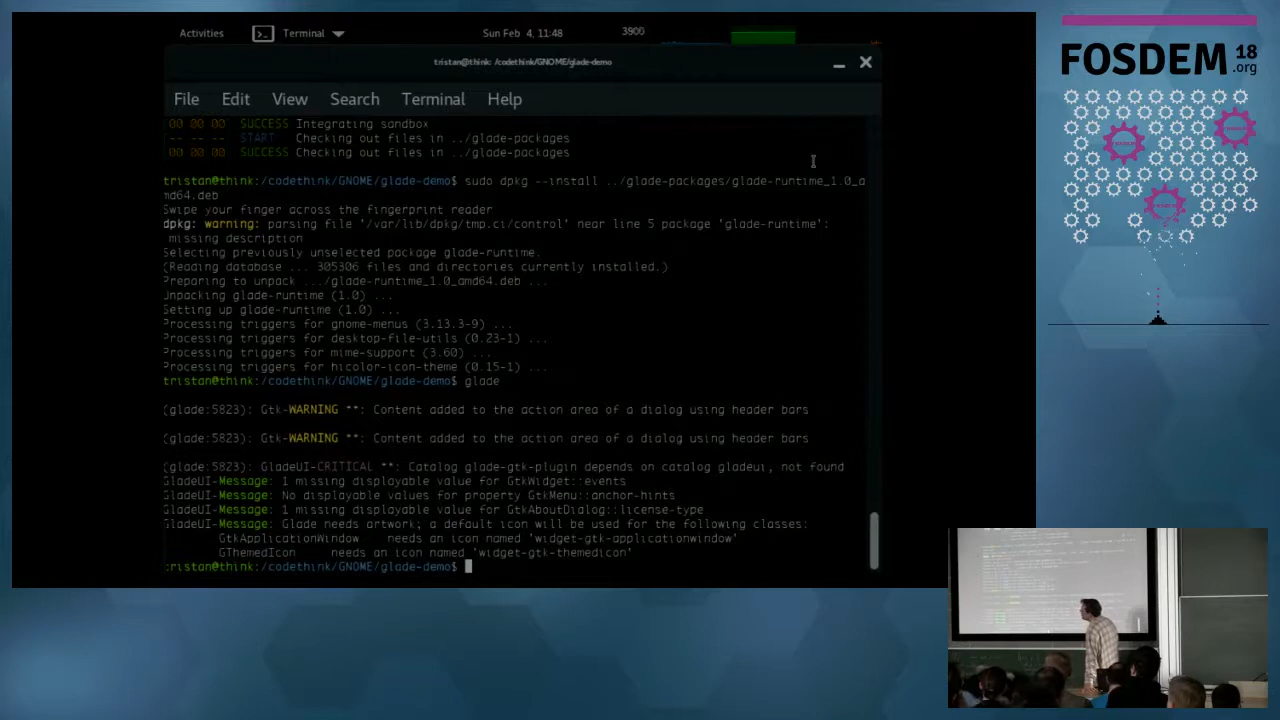 Activities
Terminal
Sun Feb 4, 11:48
3900
tristan@think: /codethink/GNOME/glade-demo
File Edit View Search Terminal Help
00 00 00 SUCCESS Integrating sandbox
-- -- -- START Checking out files in ../glade-packages
00 00 00 SUCCESS Checking out files in ../glade-packages
tristan@think:/codethink/GNOME/glade-demo$ sudo dpkg --install ../glade-packages/glade-runtime_1.0_a
md64.deb
Swipe your finger across the fingerprint reader
dpkg: warning: parsing file '/var/lib/dpkg/tmp.ci/control' near line 5 package 'glade-runtime':
missing description
Selecting previously unselected package glade-runtime.
(Reading database ... 305306 files and directories currently installed.)
Preparing to unpack .../glade-runtime_1.0_amd64.deb ...
Unpacking glade-runtime (1.0) ...
Setting up glade-runtime (1.0) ...
Processing triggers for gnome-menus (3.13.3-9) ...
Processing triggers for desktop-file-utils (0.23-1) ...
Processing triggers for mime-support (3.60) ...
Processing triggers for hicolor-icon-theme (0.15-1) ...
tristan@think:/codethink/GNOME/glade-demo$ glade
(glade:5823): Gtk-WARNING **: Content added to the action area of a dialog using header bars
(glade:5823): Gtk-WARNING **: Content added to the action area of a dialog using header bars
(glade:5823): GladeUI-CRITICAL **: Catalog glade-gtk-plugin depends on catalog gladeui, not found
GladeUI-Message: 1 missing displayable value for GtkWidget::events
GladeUI-Message: No displayable values for property GtkMenu::anchor-hints
GladeUI-Message: 1 missing displayable value for GtkAboutDialog::license-type
GladeUI-Message: Glade needs artwork; a default icon will be used for the following classes:
GtkApplicationWindow needs an icon named 'widget-gtk-applicationwindow'
GThemedIcon needs an icon named 'widget-gtk-themedicon'
tristan@think:/codethink/GNOME/glade-demo$
FOSDEM 18
.org